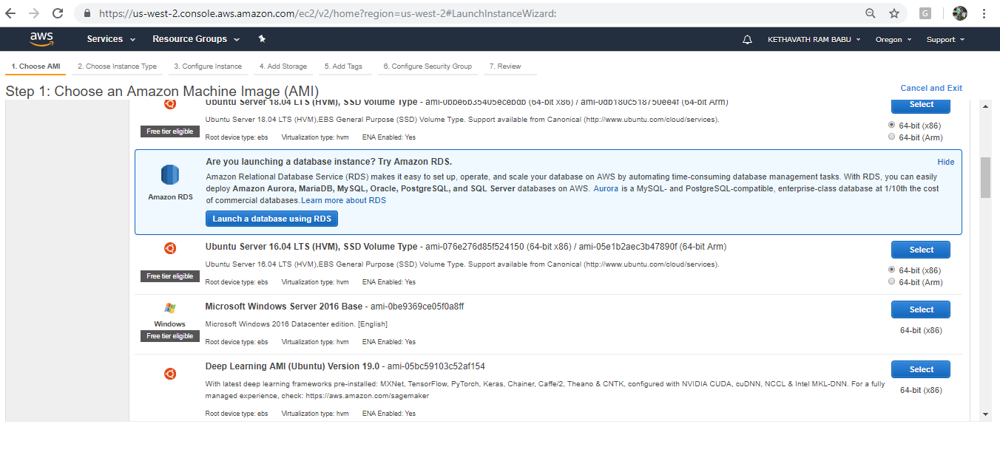 https://us-west-2.console.aws.amazon.com/ec2/v2/home?region=us-west-2#LaunchInstanceWizard:
G
aws Services Resource Groups KETHAVATH RAM BABU Oregon Support
1. Choose AMI 2. Choose Instance Type 3. Configure Instance 4. Add Storage 5. Add Tags 6. Configure Security Group 7. Review
Step 1: Choose an Amazon Machine Image (AMI) Cancel and Exit
Ubuntu Server 18.04 LTS (HVM), SSD Volume Type - ami-0bbe6b35405ecebdb (64-bit x86) / ami-0db180c518750ee4f (64-bit Arm) Select
Ubuntu Server 18.04 LTS (HVM),EBS General Purpose (SSD) Volume Type. Support available from Canonical (http://www.ubuntu.com/cloud/services). 64-bit (x86)
Free tier eligible Root device type: ebs Virtualization type: hvm ENA Enabled: Yes 64-bit (Arm)
Are you launching a database instance? Try Amazon RDS. Hide
Amazon RDS
Amazon Relational Database Service (RDS) makes it easy to set up, operate, and scale your database on AWS by automating time-consuming database management tasks. With RDS, you can easily
deploy Amazon Aurora, MariaDB, MySQL, Oracle, PostgreSQL, and SQL Server databases on AWS. Aurora is a MySQL- and PostgreSQL-compatible, enterprise-class database at 1/10th the cost
of commercial databases. Learn more about RDS
Launch a database using RDS
Ubuntu Server 16.04 LTS (HVM), SSD Volume Type - ami-076e276d85f524150 (64-bit x86) / ami-05e1b2aec3b47890f (64-bit Arm) Select
Ubuntu Server 16.04 LTS (HVM),EBS General Purpose (SSD) Volume Type. Support available from Canonical (http://www.ubuntu.com/cloud/services). 64-bit (x86)
Free tier eligible Root device type: ebs Virtualization type: hvm ENA Enabled: Yes 64-bit (Arm)
Microsoft Windows Server 2016 Base - ami-0be9369ce05f0a8ff Select
Windows Microsoft Windows 2016 Datacenter edition. [English] 64-bit (x86)
Free tier eligible Root device type: ebs Virtualization type: hvm ENA Enabled: Yes
Deep Learning AMI (Ubuntu) Version 19.0 - ami-05bc59103c52af154 Select
With latest deep learning frameworks pre-installed: MXNet, TensorFlow, PyTorch, Keras, Chainer, Caffe/2, Theano & CNTK, configured with NVIDIA CUDA, cuDNN, NCCL & Intel MKL-DNN. For a fully 64-bit (x86)
managed experience, check: https://aws.amazon.com/sagemaker
Root device type: ebs Virtualization type: hvm ENA Enabled: Yes